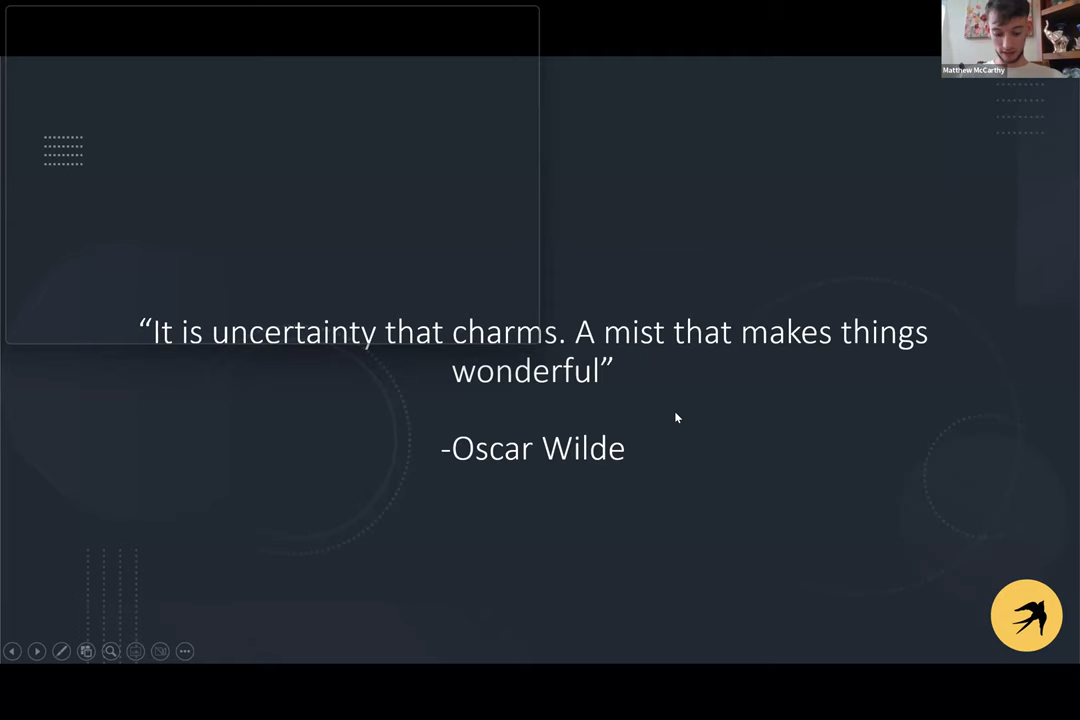 Matthew McCarthy
“It is uncertainty that charms. A mist that makes things
wonderful”
-Oscar Wilde